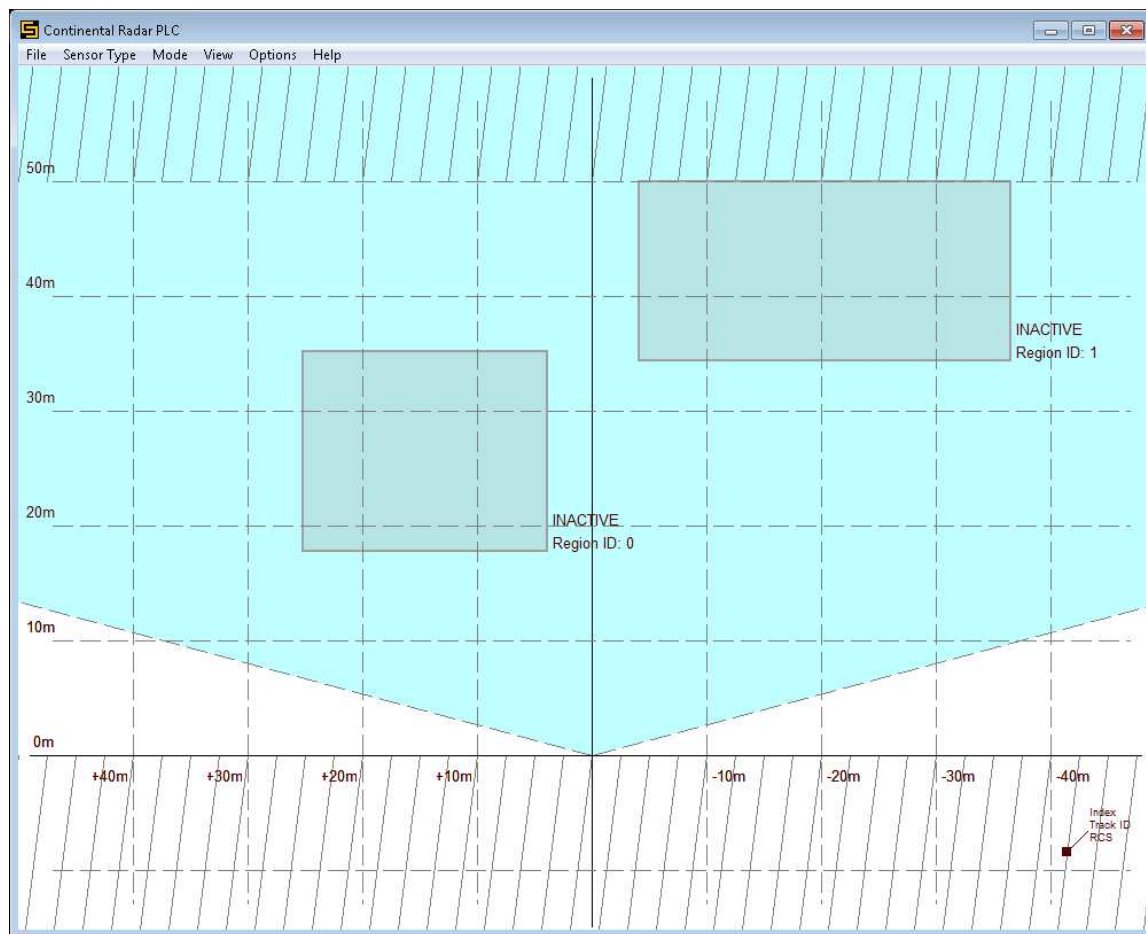 Continental Radar PLC
File Sensor Type Mode View Options Help
50m
40m
INACTIVE
Region ID: 1
30m
20m
INACTIVE
Region ID: 0
10m
0m
+40m +30m +20m +10m -10m -20m -30m -40m
Index
Track ID
RCS